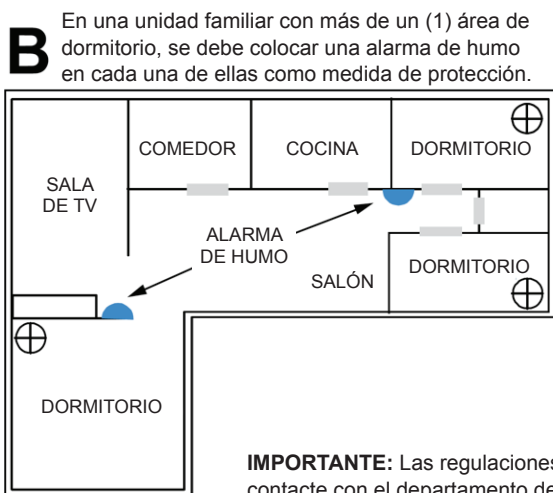 B
En una unidad familiar con más de un (1) área de
dormitorio, se debe colocar una alarma de humo
en cada una de ellas como medida de protección.
COMEDOR
COCINA
DORMITORIO
SALA
DE TV
ALARMA
DE HUMO
SALÓN
DORMITORIO
DORMITORIO
IMPORTANTE: Las regulaciones
contacte con el departamento de